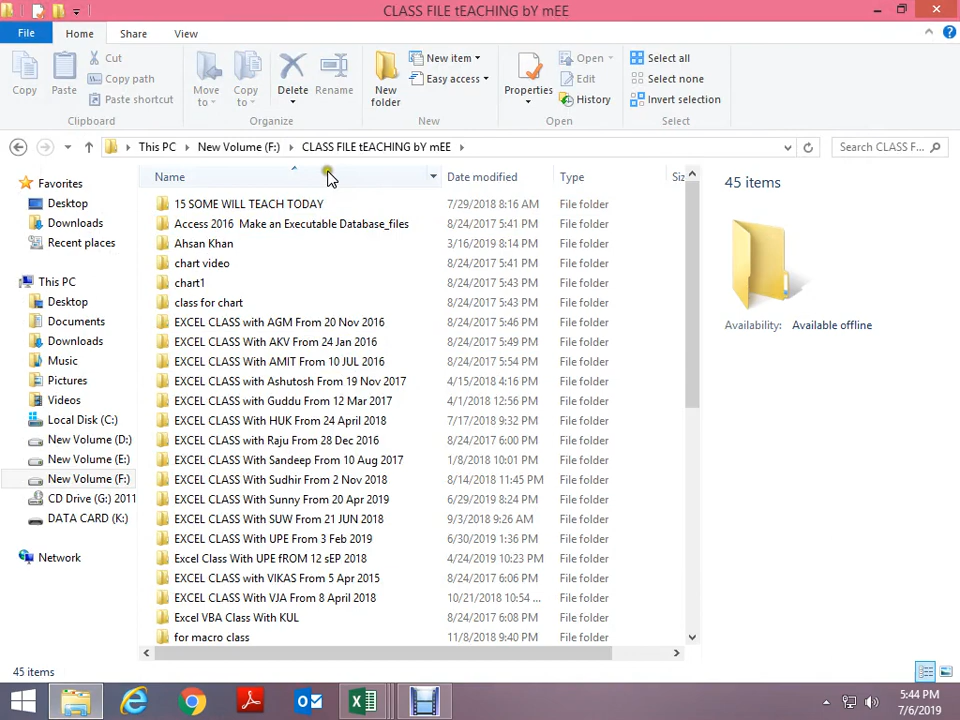 CLASS FILE tEACHING bY mEE
File Home Share View
Copy
Paste
Cut
Copy path
Paste shortcut
Clipboard
Move to
Copy to
Delete
Rename
Organize
New folder
New item
Easy access
New
Properties
Open
Edit
History
Open
Select all
Select none
Invert selection
Select
This PC New Volume (F:) CLASS FILE tEACHING bY mEE
Search CLASS F...
Favorites
Desktop
Downloads
Recent places
This PC
Desktop
Documents
Downloads
Music
Pictures
Videos
Local Disk (C:)
New Volume (D:)
New Volume (E:)
New Volume (F:)
CD Drive (G:) 2011
DATA CARD (K:)
Network
Name Date modified Type Siz
15 SOME WILL TEACH TODAY 7/29/2018 8:16 AM File folder
Access 2016 Make an Executable Database_files 8/24/2017 5:41 PM File folder
Ahsan Khan 3/16/2019 8:14 PM File folder
chart video 8/24/2017 5:41 PM File folder
chart1 8/24/2017 5:43 PM File folder
class for chart 8/24/2017 5:43 PM File folder
EXCEL CLASS with AGM From 20 Nov 2016 8/24/2017 5:46 PM File folder
EXCEL CLASS With AKV From 24 Jan 2016 8/24/2017 5:49 PM File folder
EXCEL CLASS With AMIT From 10 JUL 2016 8/24/2017 5:54 PM File folder
EXCEL CLASS with Ashutosh From 19 Nov 2017 4/15/2018 4:16 PM File folder
EXCEL CLASS with Guddu From 12 Mar 2017 4/1/2018 12:56 PM File folder
EXCEL CLASS With HUK From 24 April 2018 7/17/2018 9:32 PM File folder
EXCEL CLASS with Raju From 28 Dec 2016 8/24/2017 6:00 PM File folder
EXCEL CLASS With Sandeep From 10 Aug 2017 1/8/2018 10:01 PM File folder
EXCEL CLASS With Sudhir From 2 Nov 2018 8/14/2018 11:45 PM File folder
EXCEL CLASS With Sunny From 20 Apr 2019 6/29/2019 8:24 PM File folder
EXCEL CLASS With SUW From 21 JUN 2018 9/3/2018 9:26 AM File folder
EXCEL CLASS With UPE From 3 Feb 2019 6/30/2019 1:36 PM File folder
Excel Class With UPE fROM 12 sEP 2018 4/24/2019 10:23 PM File folder
EXCEL CLASS with VIKAS From 5 Apr 2015 8/24/2017 6:06 PM File folder
EXCEL CLASS With VJA From 8 April 2018 10/21/2018 10:54 ... File folder
Excel VBA Class With KUL 8/24/2017 6:08 PM File folder
for macro class 11/8/2018 9:40 PM File folder
45 items
Availability: Available offline
45 items
5:44 PM
7/6/2019